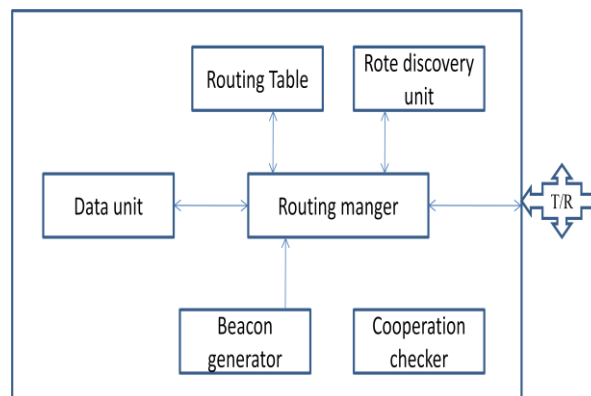 Routing Table
Rote discovery
unit
Data unit
Routing manger
T/R
Beacon
generator
Cooperation
checker